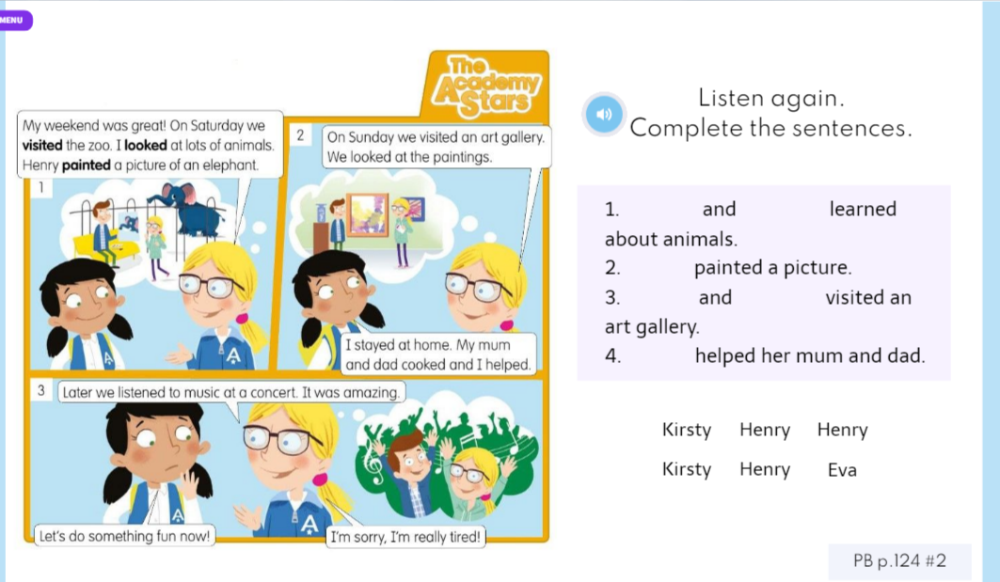 MENU
The
Academy
Stars
My weekend was great! On Saturday we
visited the zoo. I looked at lots of animals.
Henry painted a picture of an elephant.
1
2
On Sunday we visited an art gallery.
We looked at the paintings.
I stayed at home. My mum
and dad cooked and I helped.
3
Later we listened to music at a concert. It was amazing.
Let's do something fun now!
I'm sorry, I'm really tired!
Listen again.
Complete the sentences.
1. and learned
about animals.
2. painted a picture.
3. and visited an
art gallery.
4. helped her mum and dad.
Kirsty Henry Henry
Kirsty Henry Eva
PB p.124 #2